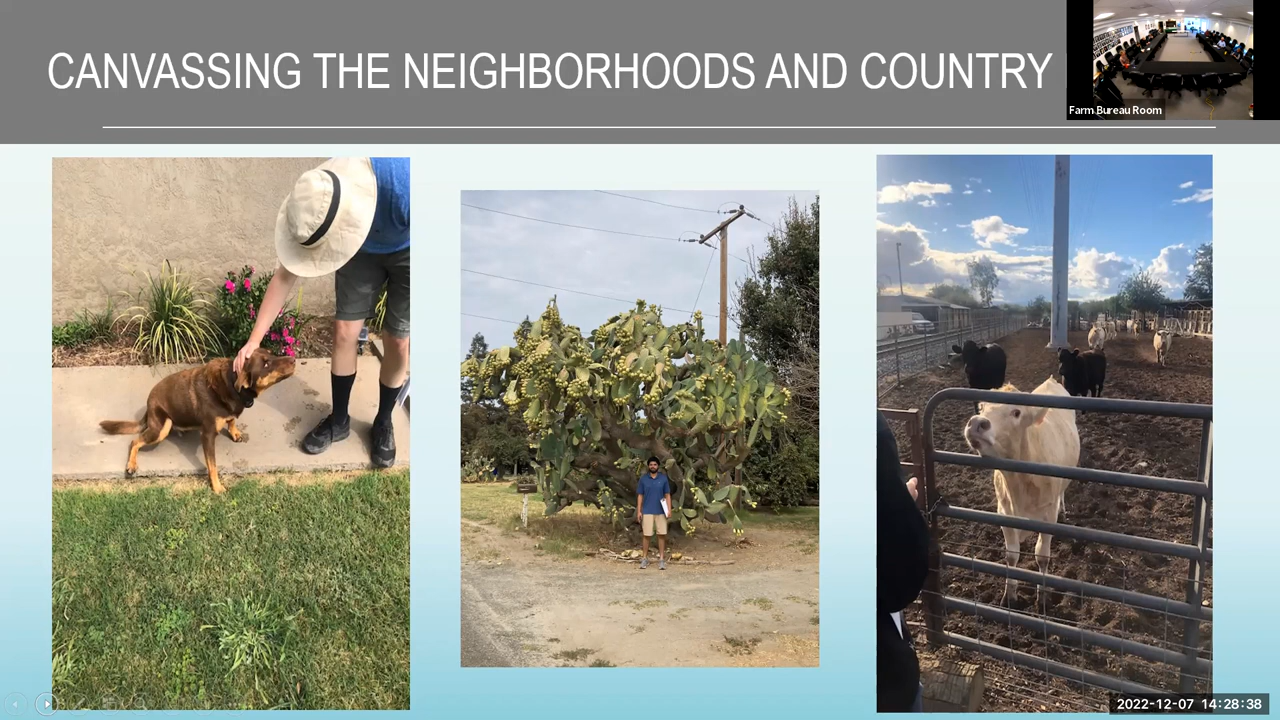 CANVASSING THE NEIGHBORHOODS AND COUNTRY
Farm Bureau Room
2022-12-07 14:28:38